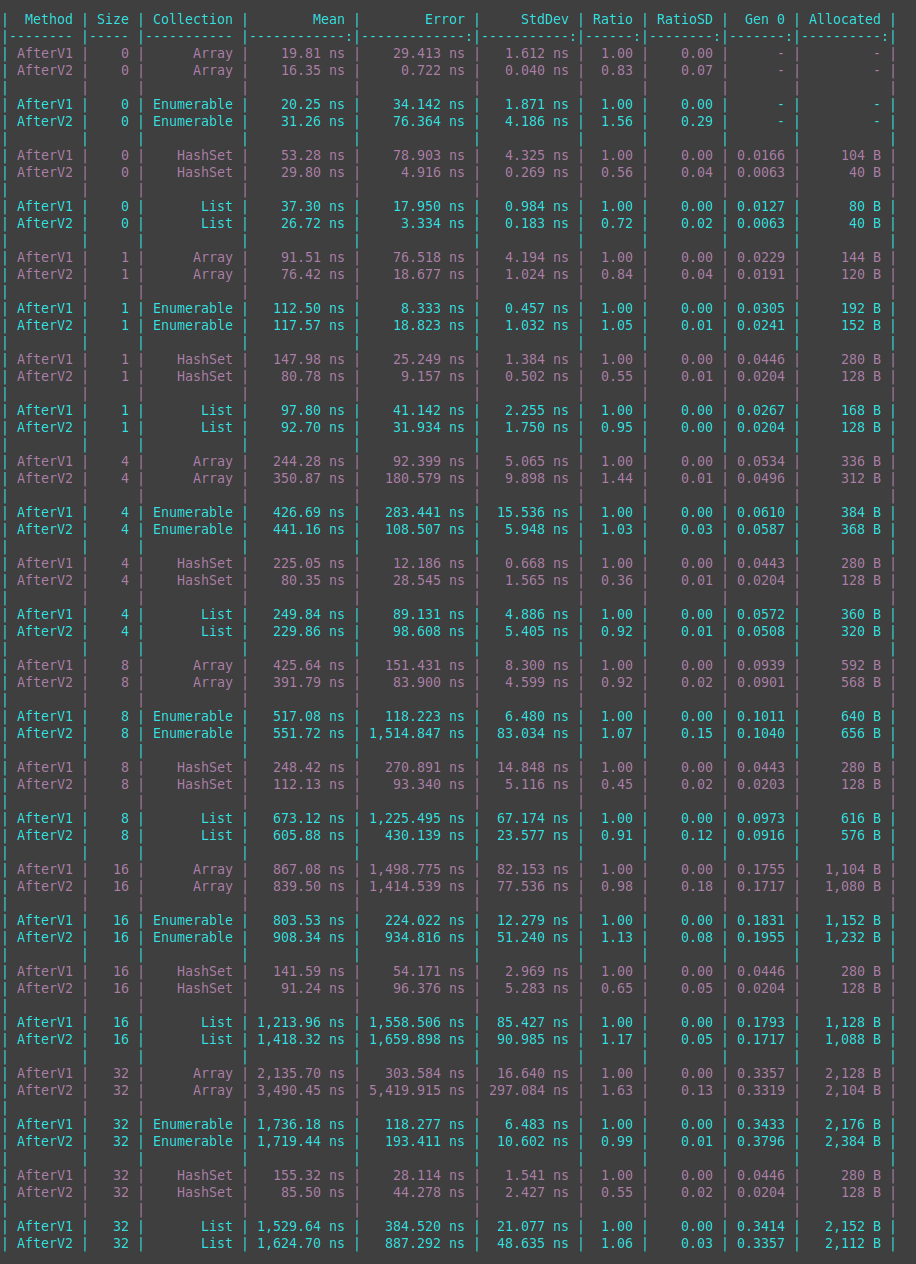 |   Method |  Size |  Collection |         Mean |         Error |      StdDev |  Ratio |  RatioSD |   Gen 0 |  Allocated |
|--------- |------ |------------ |------------:|-------------:|-----------:|------:|--------:|-------:|----------:|
| AfterV1 | 0 | Array | 19.81 ns | 29.413 ns | 1.612 ns | 1.00 | 0.00 | - | - |
| AfterV2 | 0 | Array | 16.35 ns | 0.722 ns | 0.040 ns | 0.83 | 0.07 | - | - |
| | | | | | | | | | |
| AfterV1 | 0 | Enumerable | 20.25 ns | 34.142 ns | 1.871 ns | 1.00 | 0.00 | - | - |
| AfterV2 | 0 | Enumerable | 31.26 ns | 76.364 ns | 4.186 ns | 1.56 | 0.29 | - | - |
| | | | | | | | | | |
| AfterV1 | 0 | HashSet | 53.28 ns | 78.903 ns | 4.325 ns | 1.00 | 0.00 | 0.0166 | 104 B |
| AfterV2 | 0 | HashSet | 29.80 ns | 4.916 ns | 0.269 ns | 0.56 | 0.04 | 0.0063 | 40 B |
| | | | | | | | | | |
| AfterV1 | 0 | List | 37.30 ns | 17.950 ns | 0.984 ns | 1.00 | 0.00 | 0.0127 | 80 B |
| AfterV2 | 0 | List | 26.72 ns | 3.334 ns | 0.183 ns | 0.72 | 0.02 | 0.0063 | 40 B |
| | | | | | | | | | |
| AfterV1 | 1 | Array | 91.51 ns | 76.518 ns | 4.194 ns | 1.00 | 0.00 | 0.0229 | 144 B |
| AfterV2 | 1 | Array | 76.42 ns | 18.677 ns | 1.024 ns | 0.84 | 0.04 | 0.0191 | 120 B |
| | | | | | | | | | |
| AfterV1 | 1 | Enumerable | 112.50 ns | 8.333 ns | 0.457 ns | 1.00 | 0.00 | 0.0305 | 192 B |
| AfterV2 | 1 | Enumerable | 117.57 ns | 18.823 ns | 1.032 ns | 1.05 | 0.01 | 0.0241 | 152 B |
| | | | | | | | | | |
| AfterV1 | 1 | HashSet | 147.98 ns | 25.249 ns | 1.384 ns | 1.00 | 0.00 | 0.0446 | 280 B |
| AfterV2 | 1 | HashSet | 80.78 ns | 9.157 ns | 0.502 ns | 0.55 | 0.01 | 0.0204 | 128 B |
| | | | | | | | | | |
| AfterV1 | 1 | List | 97.80 ns | 41.142 ns | 2.255 ns | 1.00 | 0.00 | 0.0267 | 168 B |
| AfterV2 | 1 | List | 92.70 ns | 31.934 ns | 1.750 ns | 0.95 | 0.00 | 0.0204 | 128 B |
| | | | | | | | | | |
| AfterV1 | 4 | Array | 244.28 ns | 92.399 ns | 5.065 ns | 1.00 | 0.00 | 0.0534 | 336 B |
| AfterV2 | 4 | Array | 350.87 ns | 180.579 ns | 9.898 ns | 1.44 | 0.01 | 0.0496 | 312 B |
| | | | | | | | | | |
| AfterV1 | 4 | Enumerable | 426.69 ns | 283.441 ns | 15.536 ns | 1.00 | 0.00 | 0.0610 | 384 B |
| AfterV2 | 4 | Enumerable | 441.16 ns | 108.507 ns | 5.948 ns | 1.03 | 0.03 | 0.0587 | 368 B |
| | | | | | | | | | |
| AfterV1 | 4 | HashSet | 225.05 ns | 12.186 ns | 0.668 ns | 1.00 | 0.00 | 0.0443 | 280 B |
| AfterV2 | 4 | HashSet | 80.35 ns | 28.545 ns | 1.565 ns | 0.36 | 0.01 | 0.0204 | 128 B |
| | | | | | | | | | |
| AfterV1 | 4 | List | 249.84 ns | 89.131 ns | 4.886 ns | 1.00 | 0.00 | 0.0572 | 360 B |
| AfterV2 | 4 | List | 229.86 ns | 98.608 ns | 5.405 ns | 0.92 | 0.01 | 0.0508 | 320 B |
| | | | | | | | | | |
| AfterV1 | 8 | Array | 425.64 ns | 151.431 ns | 8.300 ns | 1.00 | 0.00 | 0.0939 | 592 B |
| AfterV2 | 8 | Array | 391.79 ns | 83.900 ns | 4.599 ns | 0.92 | 0.02 | 0.0901 | 568 B |
| | | | | | | | | | |
| AfterV1 | 8 | Enumerable | 517.08 ns | 118.223 ns | 6.480 ns | 1.00 | 0.00 | 0.1011 | 640 B |
| AfterV2 | 8 | Enumerable | 551.72 ns | 1,514.847 ns | 83.034 ns | 1.07 | 0.15 | 0.1040 | 656 B |
| | | | | | | | | | |
| AfterV1 | 8 | HashSet | 248.42 ns | 270.891 ns | 14.848 ns | 1.00 | 0.00 | 0.0443 | 280 B |
| AfterV2 | 8 | HashSet | 112.13 ns | 93.340 ns | 5.116 ns | 0.45 | 0.02 | 0.0203 | 128 B |
| | | | | | | | | | |
| AfterV1 | 8 | List | 673.12 ns | 1,225.495 ns | 67.174 ns | 1.00 | 0.00 | 0.0973 | 616 B |
| AfterV2 | 8 | List | 605.88 ns | 430.139 ns | 23.577 ns | 0.91 | 0.12 | 0.0916 | 576 B |
| | | | | | | | | | |
| AfterV1 | 16 | Array | 867.08 ns | 1,498.775 ns | 82.153 ns | 1.00 | 0.00 | 0.1755 | 1,104 B |
| AfterV2 | 16 | Array | 839.50 ns | 1,414.539 ns | 77.536 ns | 0.98 | 0.18 | 0.1717 | 1,080 B |
| | | | | | | | | | |
| AfterV1 | 16 | Enumerable | 803.53 ns | 224.022 ns | 12.279 ns | 1.00 | 0.00 | 0.1831 | 1,152 B |
| AfterV2 | 16 | Enumerable | 908.34 ns | 934.816 ns | 51.240 ns | 1.13 | 0.08 | 0.1955 | 1,232 B |
| | | | | | | | | | |
| AfterV1 | 16 | HashSet | 141.59 ns | 54.171 ns | 2.969 ns | 1.00 | 0.00 | 0.0446 | 280 B |
| AfterV2 | 16 | HashSet | 91.24 ns | 96.376 ns | 5.283 ns | 0.65 | 0.05 | 0.0204 | 128 B |
| | | | | | | | | | |
| AfterV1 | 16 | List | 1,213.96 ns | 1,558.506 ns | 85.427 ns | 1.00 | 0.00 | 0.1793 | 1,128 B |
| AfterV2 | 16 | List | 1,418.32 ns | 1,659.898 ns | 90.985 ns | 1.17 | 0.05 | 0.1717 | 1,088 B |
| | | | | | | | | | |
| AfterV1 | 32 | Array | 2,135.70 ns | 303.584 ns | 16.640 ns | 1.00 | 0.00 | 0.3357 | 2,128 B |
| AfterV2 | 32 | Array | 3,490.45 ns | 5,419.915 ns | 297.084 ns | 1.63 | 0.13 | 0.3319 | 2,104 B |
| | | | | | | | | | |
| AfterV1 | 32 | Enumerable | 1,736.18 ns | 118.277 ns | 6.483 ns | 1.00 | 0.00 | 0.3433 | 2,176 B |
| AfterV2 | 32 | Enumerable | 1,719.44 ns | 193.411 ns | 10.602 ns | 0.99 | 0.01 | 0.3796 | 2,384 B |
| | | | | | | | | | |
| AfterV1 | 32 | HashSet | 155.32 ns | 28.114 ns | 1.541 ns | 1.00 | 0.00 | 0.0446 | 280 B |
| AfterV2 | 32 | HashSet | 85.50 ns | 44.278 ns | 2.427 ns | 0.55 | 0.02 | 0.0204 | 128 B |
| | | | | | | | | | |
| AfterV1 | 32 | List | 1,529.64 ns | 384.520 ns | 21.077 ns | 1.00 | 0.00 | 0.3414 | 2,152 B |
| AfterV2 | 32 | List | 1,624.70 ns | 887.292 ns | 48.635 ns | 1.06 | 0.03 | 0.3357 | 2,112 B |